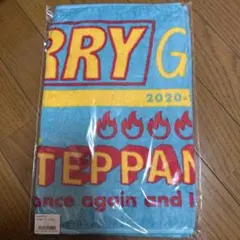 RRY G
2020-
TEPPAN
once again and l